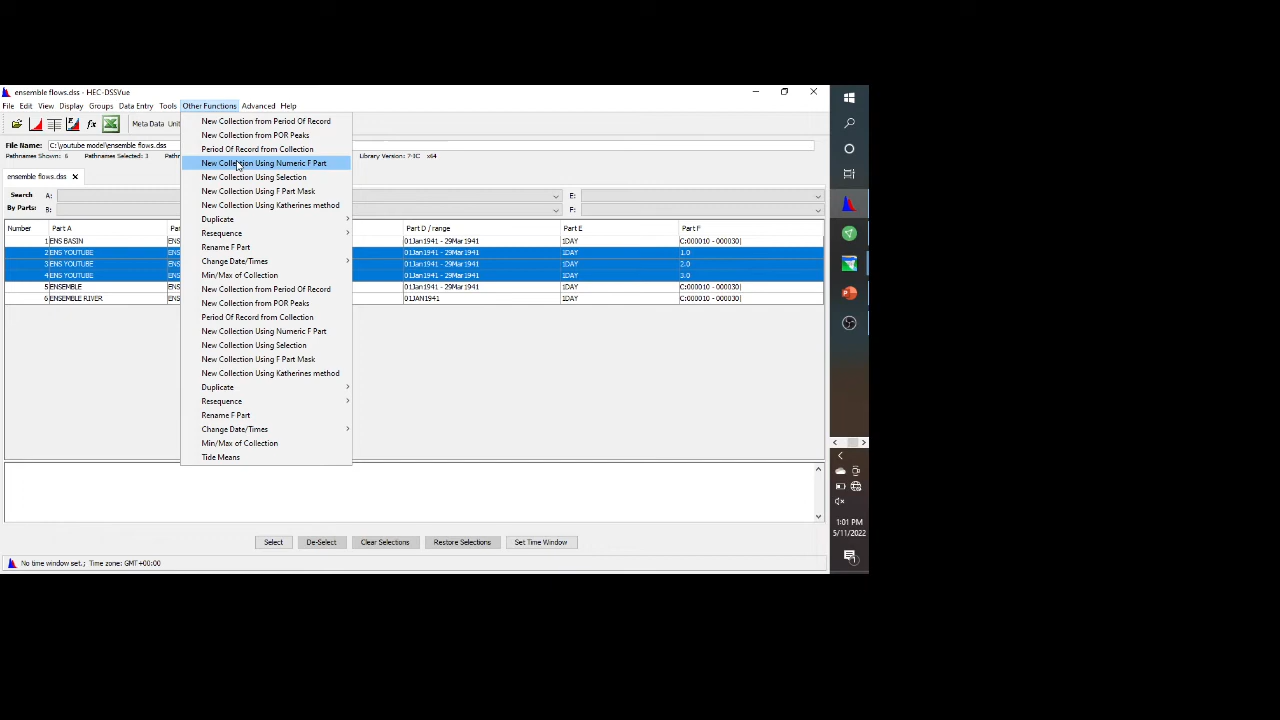 ensemble flows.dss - HEC-DSSVue
File Edit View Display Groups Data Entry Tools Other Functions Advanced Help
Meta Data
File Name: C:\youtube model\ensemble flows.dss
Pathnames Shown: 6 Pathnames Selected: 3 Library Version: 7-IC x64
ensemble flows.dss
Search A: E:
By Parts: B: F:
Number Part A Part D / range Part E Part F
1 ENS BASIN 01Jan1941 - 29Mar1941 1DAY C:000010 - 000030|
2 ENS YOUTUBE 01Jan1941 - 29Mar1941 1DAY 1.0
3 ENS YOUTUBE 01Jan1941 - 29Mar1941 1DAY 2.0
4 ENS YOUTUBE 01Jan1941 - 29Mar1941 1DAY 3.0
5 ENSEMBLE 01Jan1941 - 29Mar1941 1DAY C:000010 - 000030|
6 ENSEMBLE RIVER 01JAN1941 1DAY C:000010 - 000030|
New Collection from Period Of Record
New Collection from POR Peaks
Period Of Record from Collection
New Collection Using Numeric F Part
New Collection Using Selection
New Collection Using F Part Mask
New Collection Using Katherines method
Duplicate
Resequence
Rename F Part
Change Date/Times
Min/Max of Collection
New Collection from Period Of Record
New Collection from POR Peaks
Period Of Record from Collection
New Collection Using Numeric F Part
New Collection Using Selection
New Collection Using F Part Mask
New Collection Using Katherines method
Duplicate
Resequence
Rename F Part
Change Date/Times
Min/Max of Collection
Tide Means
Select De-Select Clear Selections Restore Selections Set Time Window
No time window set.; Time zone: GMT+00:00
1:01 PM
5/11/2022